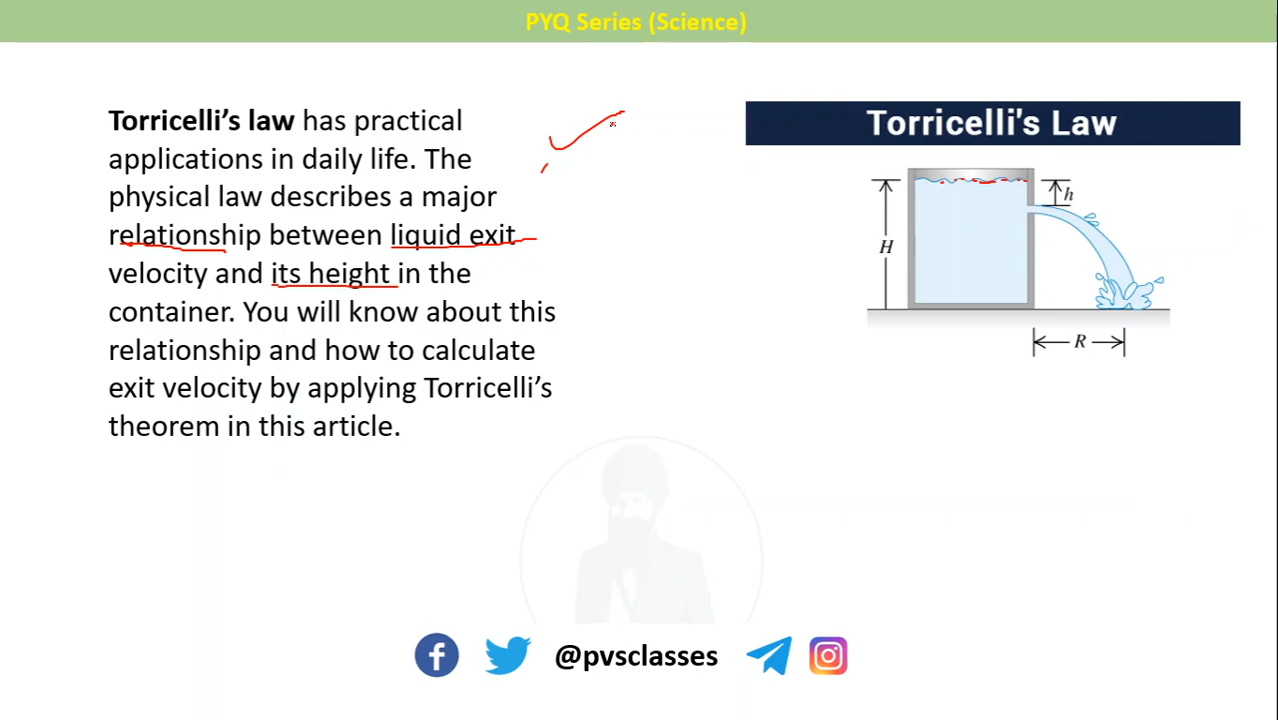 PYQ Series (Science)
Torricelli's law has practical
applications in daily life. The
physical law describes a major
relationship between liquid exit
velocity and its height in the
container. You will know about this
relationship and how to calculate
exit velocity by applying Torricelli's
theorem in this article.
Torricelli's Law
h
H
R
@pvsclasses